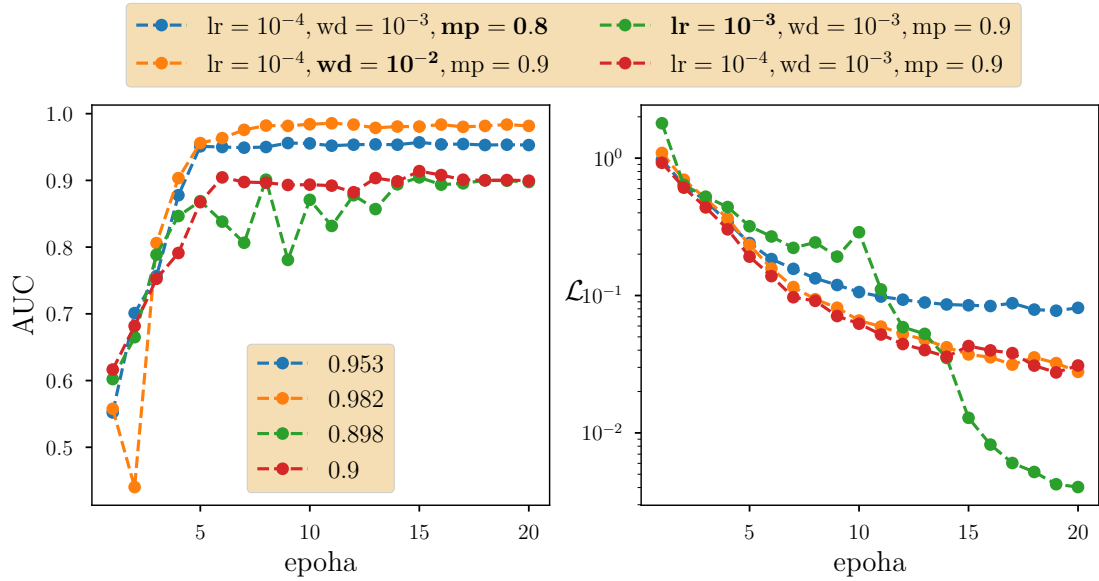 lr = 10⁻⁴, wd = 10⁻³, mp = 0.8
lr = 10⁻⁴, wd = 10⁻², mp = 0.9
lr = 10⁻³, wd = 10⁻³, mp = 0.9
lr = 10⁻⁴, wd = 10⁻³, mp = 0.9
AUC
1.0
0.9
0.8
0.7
0.6
0.5
0.953
0.982
0.898
0.9
5 10 15 20
epoha
ℒ
10⁰
10⁻¹
10⁻²
5 10 15 20
epoha